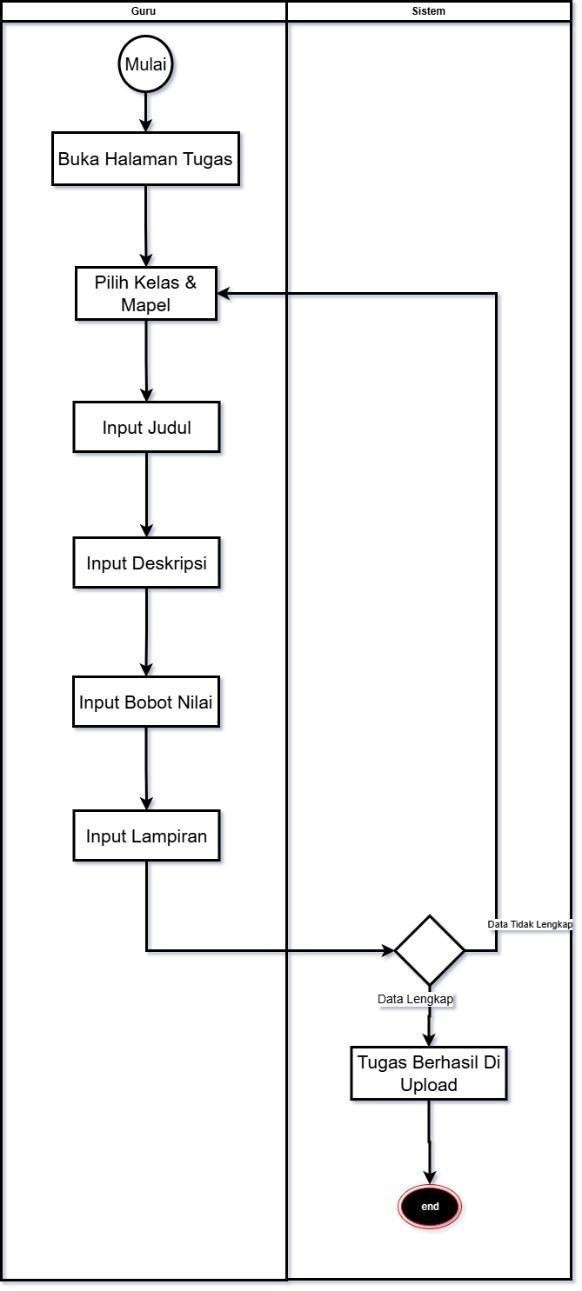 Guru
Sistem
Mulai
Buka Halaman Tugas
Pilih Kelas &
Mapel
Input Judul
Input Deskripsi
Input Bobot Nilai
Input Lampiran
Data Tidak Lengkap
Data Lengkap
Tugas Berhasil Di
Upload
end